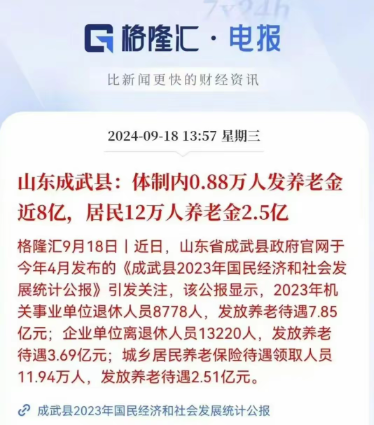 7x24h
格隆汇·电报
比新闻更快的财经资讯
2024-09-18 13:57 星期三
山东成武县：体制内0.88万人发养老金
近8亿，居民12万人养老金2.5亿
格隆汇9月18日丨近日，山东省成武县政府官网于
今年4月发布的《成武县2023年国民经济和社会发
展统计公报》引发关注，该公报显示，2023年机
关事业单位退休人员8778人，发放养老待遇7.85
亿元；企业单位离退休人员13220人，发放养老
待遇3.69亿元；城乡居民养老保险待遇领取人员
11.94万人，发放养老待遇2.51亿元。
成武县2023年国民经济和社会发展统计公报